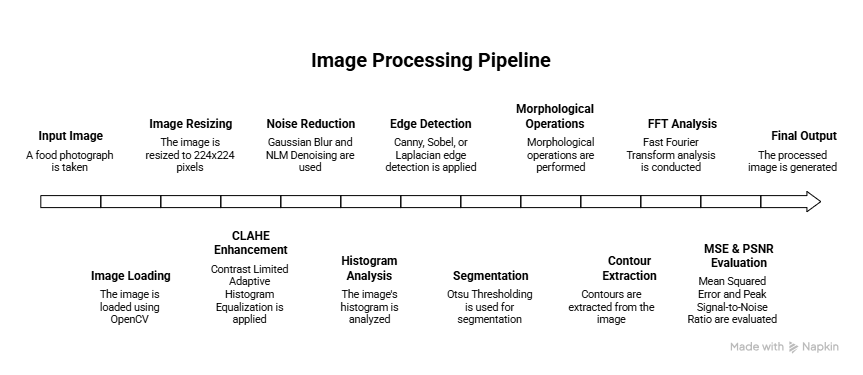 Image Processing Pipeline
Input Image
A food photograph
is taken
Image Loading
The image is
loaded using
OpenCV
Image Resizing
The image is
resized to 224x224
pixels
CLAHE
Enhancement
Contrast Limited
Adaptive
Histogram
Equalization is
applied
Noise Reduction
Gaussian Blur and
NLM Denoising are
used
Histogram
Analysis
The image's
histogram is
analyzed
Edge Detection
Canny, Sobel, or
Laplacian edge
detection is applied
Segmentation
Otsu Thresholding
is used for
segmentation
Morphological
Operations
Morphological
operations are
performed
Contour
Extraction
Contours are
extracted from the
image
FFT Analysis
Fast Fourier
Transform analysis
is conducted
MSE & PSNR
Evaluation
Mean Squared
Error and Peak
Signal-to-Noise
Ratio are evaluated
Final Output
The processed
image is generated
Made with Napkin